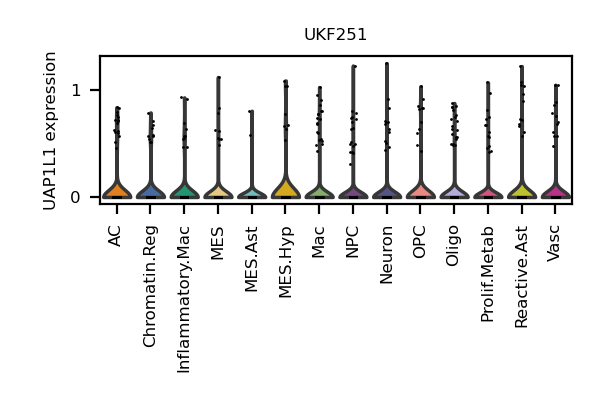 UKF251
UAP1L1 expression
1
0
AC
Chromatin.Reg
Inflammatory.Mac
MES
MES.Ast
MES.Hyp
Mac
NPC
Neuron
OPC
Oligo
Prolif.Metab
Reactive.Ast
Vasc